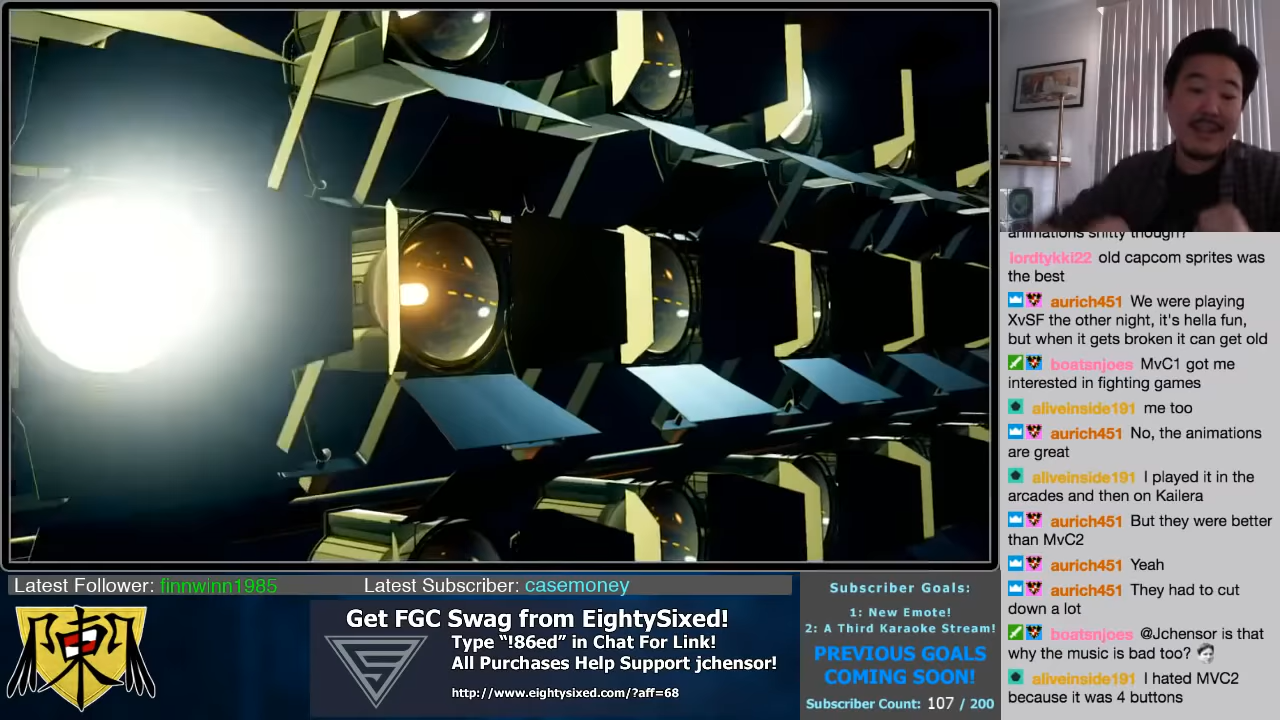 animations shitty though?
lordtykki22 old capcom sprites was
the best
aurich451 We were playing
XvSF the other night, it's hella fun,
but when it gets broken it can get old
boatsnjoes MvC1 got me
interested in fighting games
aliveinside191 me too
aurich451 No, the animations
are great
aliveinside191 I played it in the
arcades and then on Kailera
aurich451 But they were better
than MvC2
aurich451 Yeah
aurich451 They had to cut
down a lot
boatsnjoes @Jchensor is that
why the music is bad too?
aliveinside191 I hated MVC2
because it was 4 buttons
Latest Follower: finnwinn1985
Latest Subscriber: casemoney
Get FGC Swag from EightySixed!
Type “!86ed” in Chat For Link!
All Purchases Help Support jchensor!
http://www.eightysixed.com/?aff=68
Subscriber Goals:
1: New Emote!
2: A Third Karaoke Stream!
PREVIOUS GOALS
COMING SOON!
Subscriber Count: 107 / 200